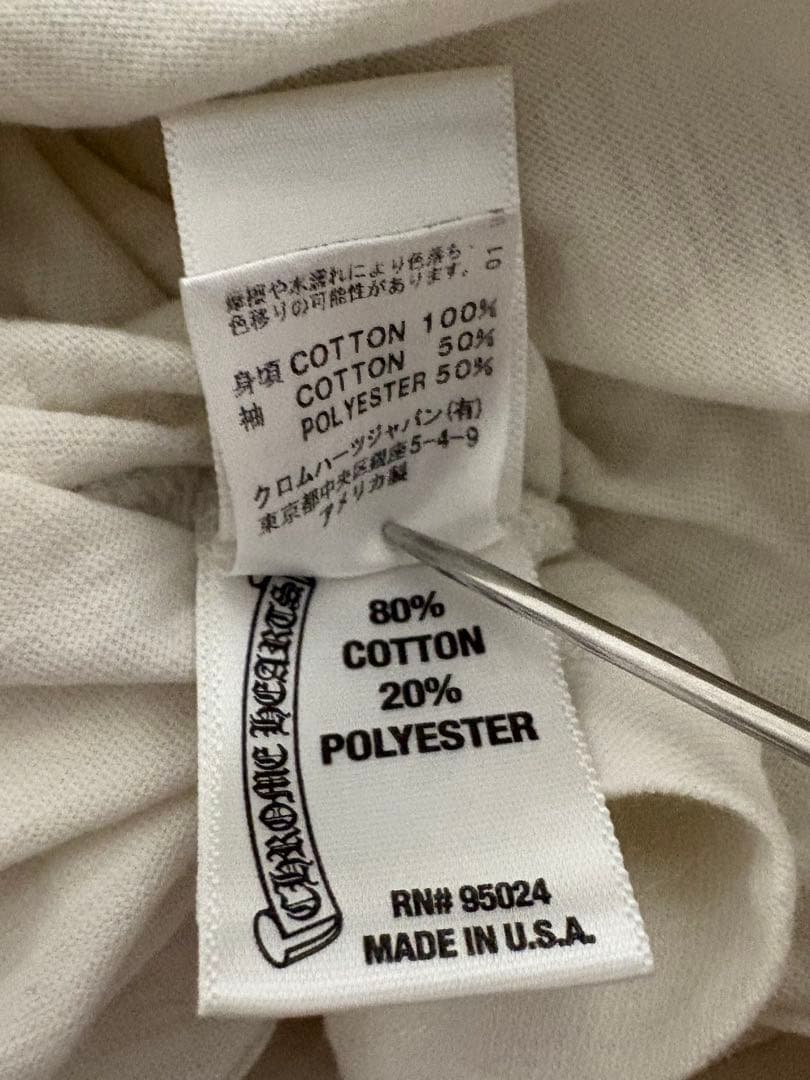 摩擦や水濡れにより色落ち・
色移りの可能性があります。
01
身頃 COTTON 100%
袖 COTTON 50%
POLYESTER 50%
クロムハーツジャパン(有)
東京都中央区銀座5-4-9
アメリカ製
CHROME HEARTS
80%
COTTON
20%
POLYESTER
RN# 95024
MADE IN U.S.A.